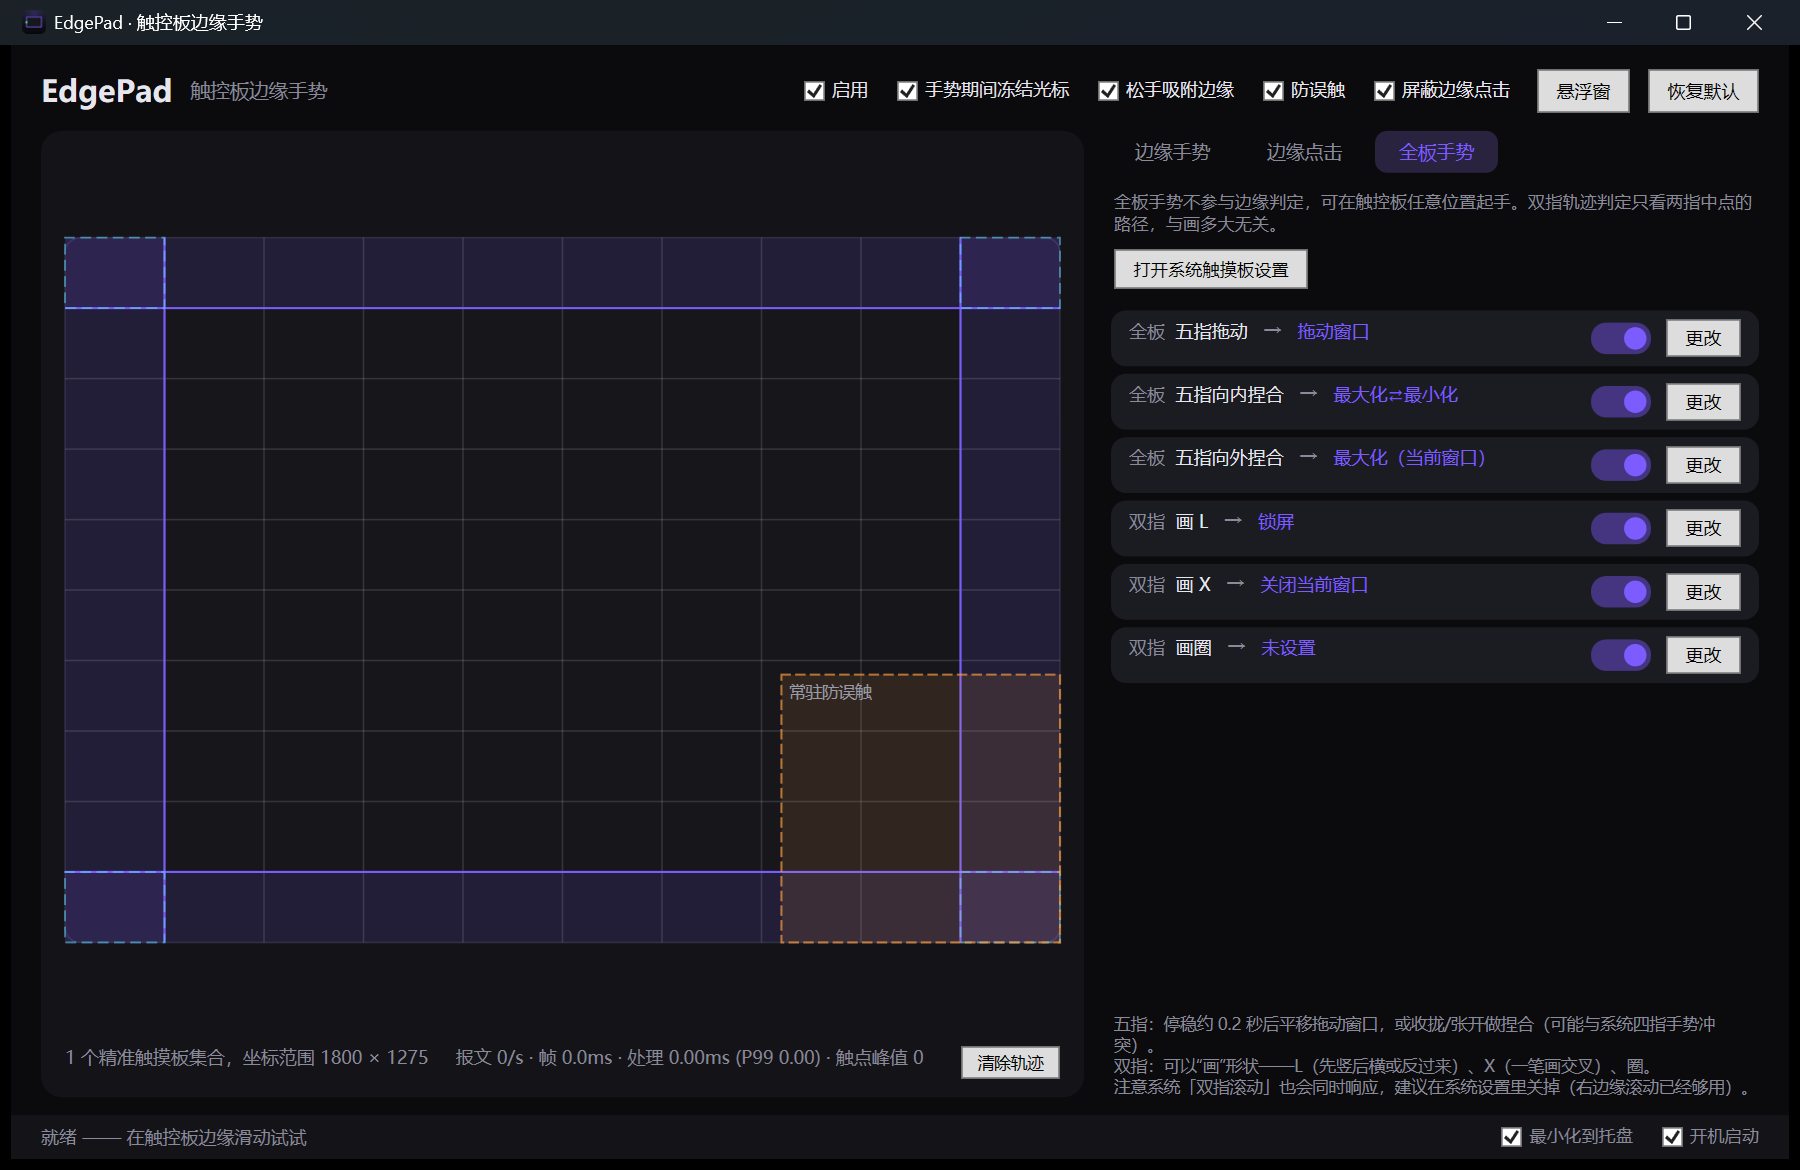 EdgePad · 触控板边缘手势
EdgePad 触控板边缘手势
启用 手势期间冻结光标 松手吸附边缘 防误触 屏蔽边缘点击 悬浮窗 恢复默认
边缘手势 边缘点击 全板手势
全板手势不参与边缘判定，可在触控板任意位置起手。双指轨迹判定只看两指中点的
路径，与画多大无关。
打开系统触摸板设置
全板 五指拖动 → 拖动窗口 更改
全板 五指向内捏合 → 最大化⇄最小化 更改
全板 五指向外捏合 → 最大化（当前窗口） 更改
双指 画 L → 锁屏 更改
双指 画 X → 关闭当前窗口 更改
双指 画圈 → 未设置 更改
常驻防误触
五指：停稳约 0.2 秒后平移拖动窗口，或收拢/张开做捏合（可能与系统四指手势冲
突）。
双指：可以“画”形状——L（先竖后横或反过来）、X（一笔画交叉）、圈。
注意系统「双指滚动」也会同时响应，建议在系统设置里关掉（右边缘滚动已经够用）。
1 个精准触摸板集合，坐标范围 1800 × 1275 报文 0/s · 帧 0.0ms · 处理 0.00ms (P99 0.00) · 触点峰值 0 清除轨迹
就绪 —— 在触控板边缘滑动试试 最小化到托盘 开机启动